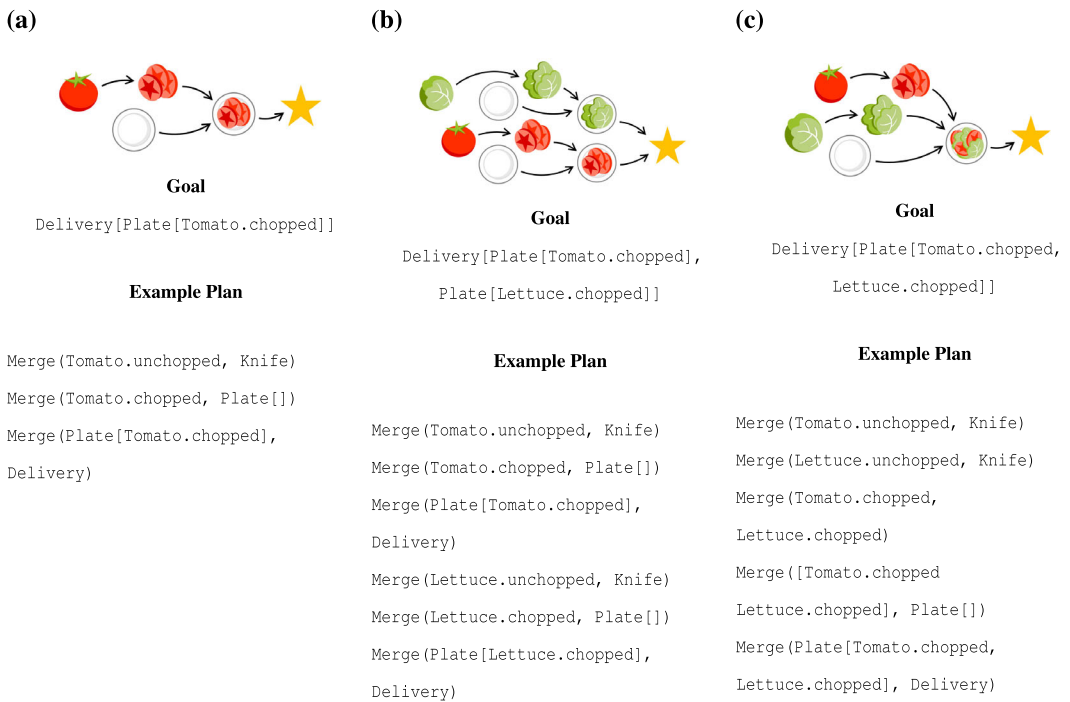 (a)
Goal
Delivery[Plate[Tomato.chopped]]
Example Plan
Merge(Tomato.unchopped, Knife)
Merge(Tomato.chopped, Plate[])
Merge(Plate[Tomato.chopped],
Delivery)
(b)
Goal
Delivery[Plate[Tomato.chopped],
Plate[Lettuce.chopped]]
Example Plan
Merge(Tomato.unchopped, Knife)
Merge(Tomato.chopped, Plate[])
Merge(Plate[Tomato.chopped],
Delivery)
Merge(Lettuce.unchopped, Knife)
Merge(Lettuce.chopped, Plate[])
Merge(Plate[Lettuce.chopped],
Delivery)
(c)
Goal
Delivery[Plate[Tomato.chopped,
Lettuce.chopped]]
Example Plan
Merge(Tomato.unchopped, Knife)
Merge(Lettuce.unchopped, Knife)
Merge(Tomato.chopped,
Lettuce.chopped)
Merge([Tomato.chopped
Lettuce.chopped], Plate[])
Merge(Plate[Tomato.chopped,
Lettuce.chopped], Delivery)